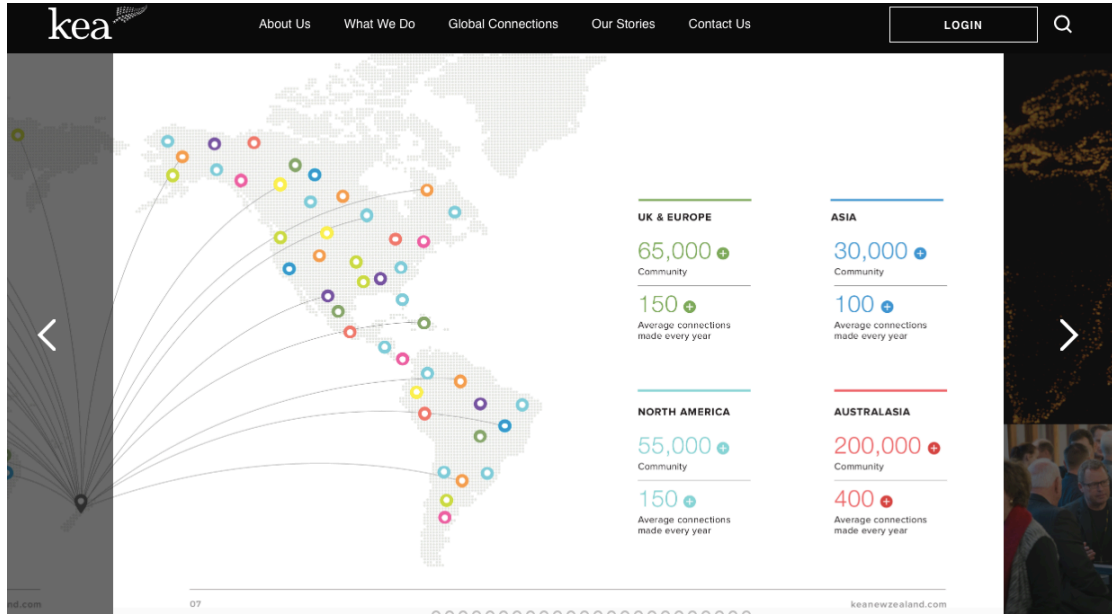 kea
About Us
What We Do
Global Connections
Our Stories
Contact Us
LOGIN
UK & EUROPE
65,000 +
Community
150 +
Average connections
made every year
ASIA
30,000 +
Community
100 +
Average connections
made every year
NORTH AMERICA
55,000 +
Community
150 +
Average connections
made every year
AUSTRALASIA
200,000 +
Community
400 +
Average connections
made every year
nd.com
07
keanewzealand.com